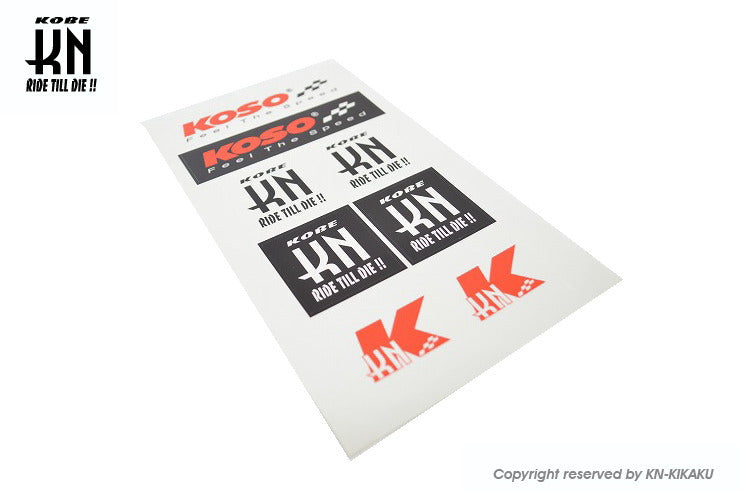 KOBE
KN
RIDE TILL DIE !!
KOSO®
Feel The Speed
KOSO®
Feel The Speed
KOBE
KN
RIDE TILL DIE !!
KOBE
KN
RIDE TILL DIE !!
KOBE
KN
RIDE TILL DIE !!
KOBE
KN
RIDE TILL DIE !!
K
KN
K
KN
Copyright reserved by KN-KIKAKU